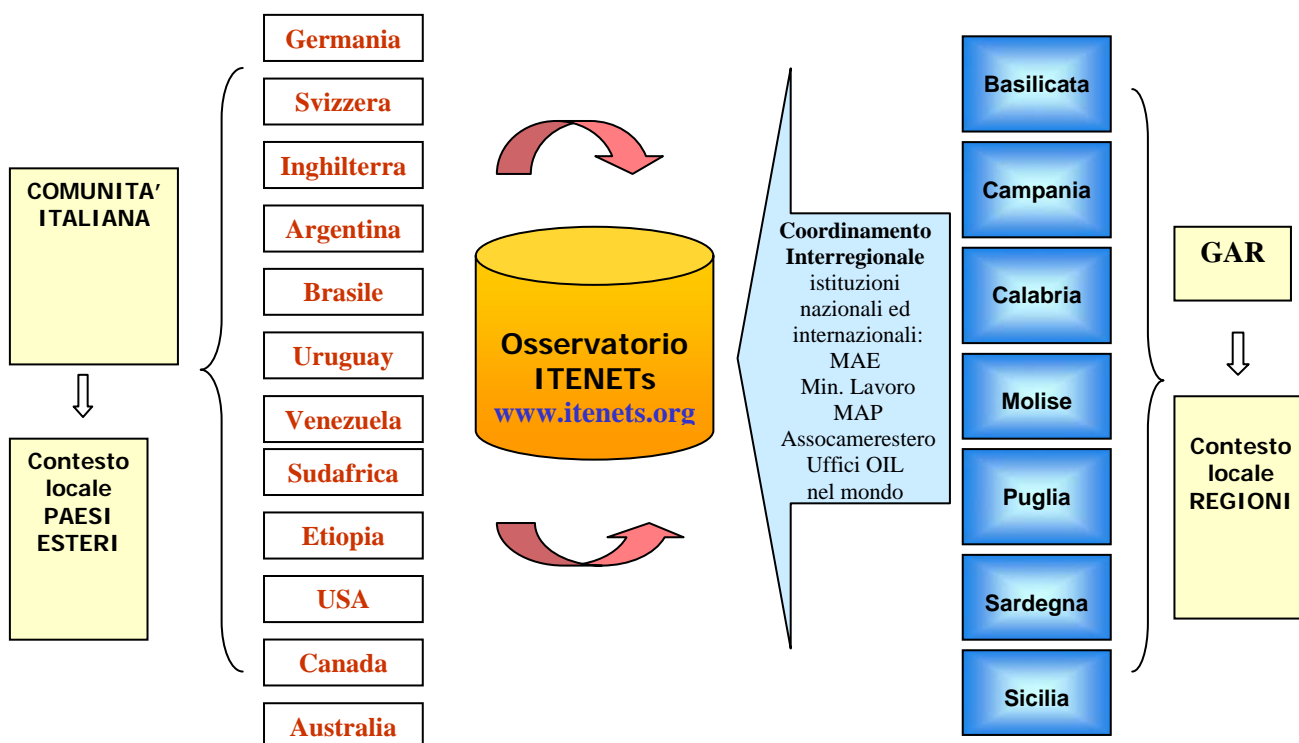 COMUNITA’
ITALIANA
Contesto
locale
PAESI
ESTERI
Germania
Svizzera
Inghilterra
Argentina
Brasile
Uruguay
Venezuela
Sudafrica
Etiopia
USA
Canada
Australia
Osservatorio
ITENETs
www.itenets.org
Coordinamento
Interregionale
istituzioni
nazionali ed
internazionali:
MAE
Min. Lavoro
MAP
Assocamerestero
Uffici OIL
nel mondo
Basilicata
Campania
Calabria
Molise
Puglia
Sardegna
Sicilia
GAR
Contesto
locale
REGIONI